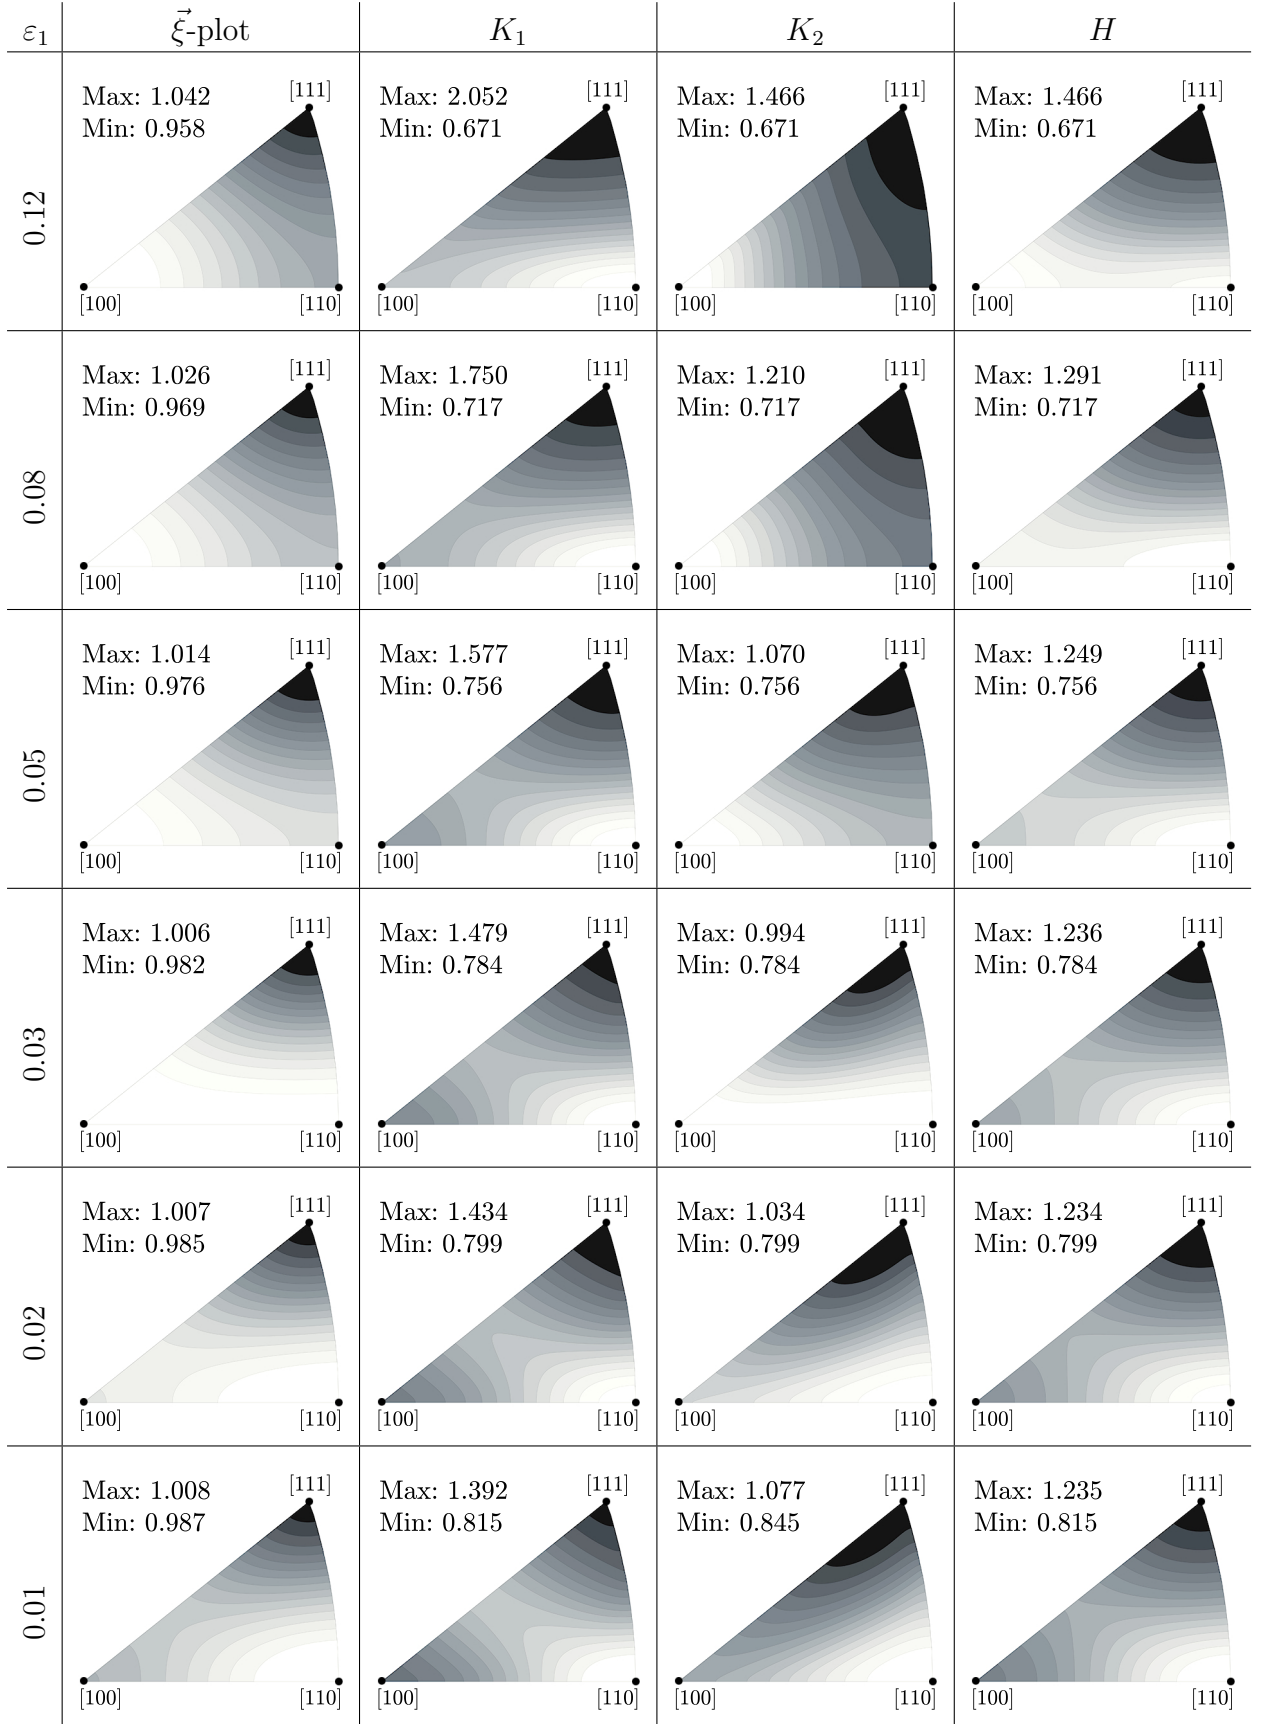 ε₁ ξ⃗-plot K₁ K₂ H
0.12
Max: 1.042 [111] Max: 2.052 [111] Max: 1.466 [111] Max: 1.466 [111]
Min: 0.958 Min: 0.671 Min: 0.671 Min: 0.671
[100] [110] [100] [110] [100] [110] [100] [110]
0.08
Max: 1.026 [111] Max: 1.750 [111] Max: 1.210 [111] Max: 1.291 [111]
Min: 0.969 Min: 0.717 Min: 0.717 Min: 0.717
[100] [110] [100] [110] [100] [110] [100] [110]
0.05
Max: 1.014 [111] Max: 1.577 [111] Max: 1.070 [111] Max: 1.249 [111]
Min: 0.976 Min: 0.756 Min: 0.756 Min: 0.756
[100] [110] [100] [110] [100] [110] [100] [110]
0.03
Max: 1.006 [111] Max: 1.479 [111] Max: 0.994 [111] Max: 1.236 [111]
Min: 0.982 Min: 0.784 Min: 0.784 Min: 0.784
[100] [110] [100] [110] [100] [110] [100] [110]
0.02
Max: 1.007 [111] Max: 1.434 [111] Max: 1.034 [111] Max: 1.234 [111]
Min: 0.985 Min: 0.799 Min: 0.799 Min: 0.799
[100] [110] [100] [110] [100] [110] [100] [110]
0.01
Max: 1.008 [111] Max: 1.392 [111] Max: 1.077 [111] Max: 1.235 [111]
Min: 0.987 Min: 0.815 Min: 0.845 Min: 0.815
[100] [110] [100] [110] [100] [110] [100] [110]